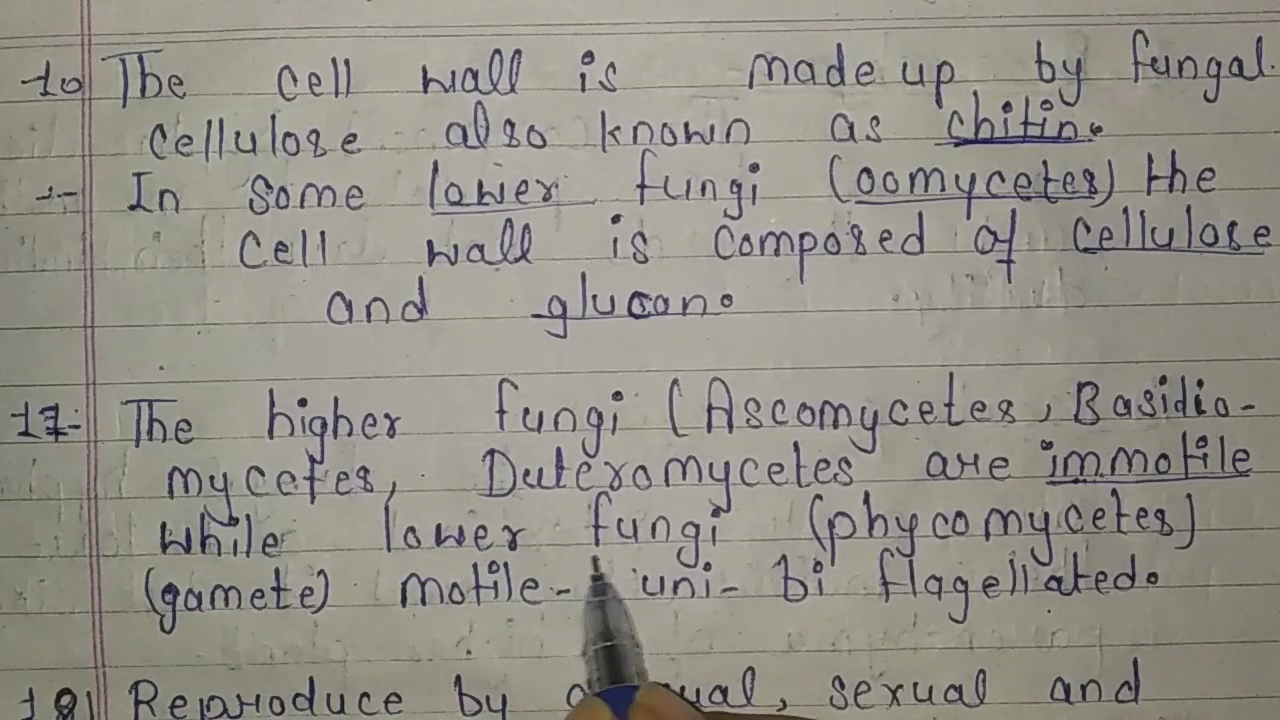 10 The cell wall is made up by fungal.
cellulose also known as chitin.
:- In some lower fungi (oomycetes) the
cell wall is composed of cellulose
and glucan.
17- The higher fungi (Ascomycetes, Basidio-
mycetes, Duteromycetes are immotile
while lower fungi (phycomycetes)
(gamete) motile- uni- bi flagellated.
Reproduce by sexual and